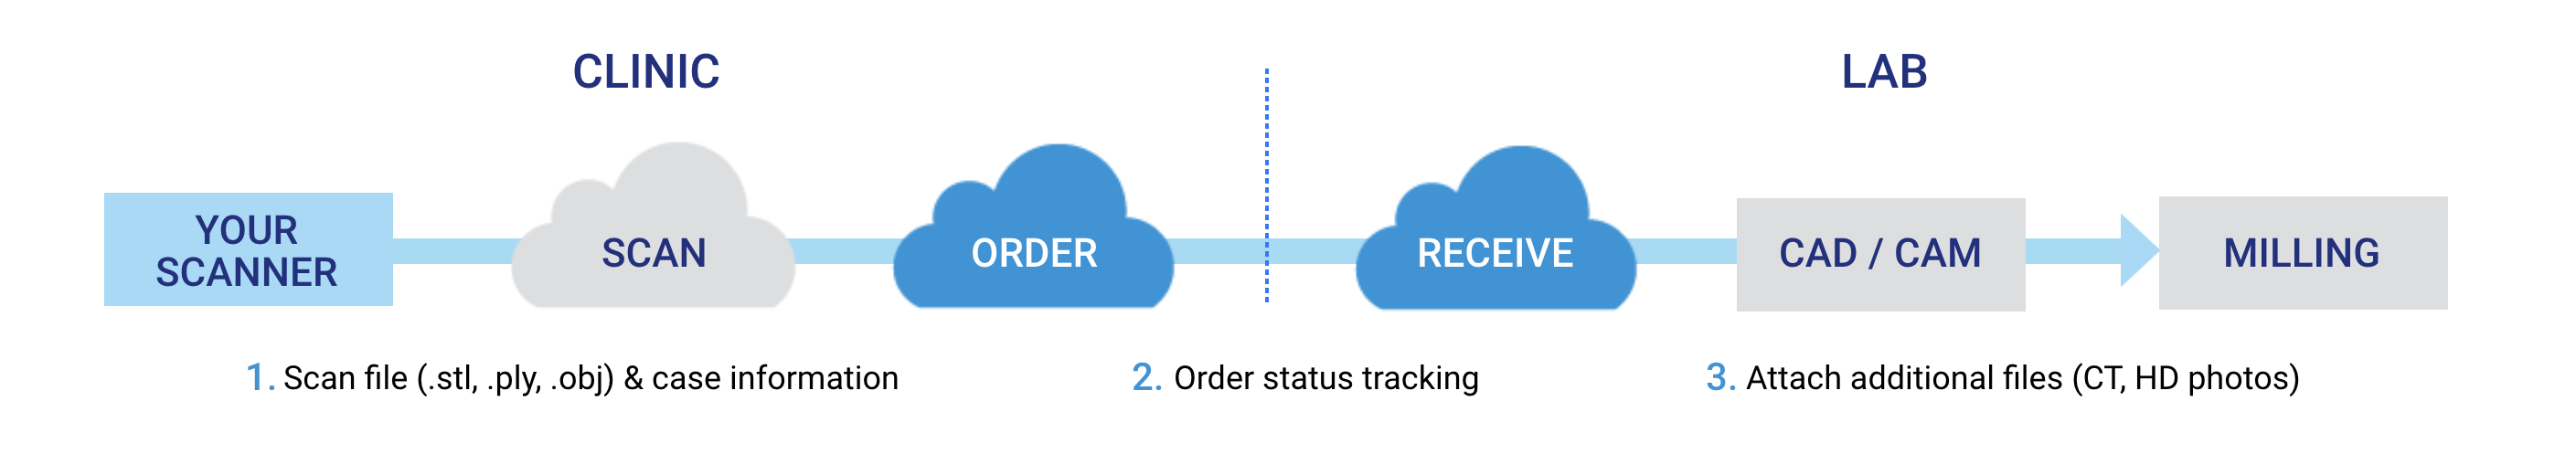 CLINIC
LAB
YOUR
SCANNER
SCAN
ORDER
RECEIVE
CAD / CAM
MILLING
1. Scan file (.stl, .ply, .obj) & case information
2. Order status tracking
3. Attach additional files (CT, HD photos)